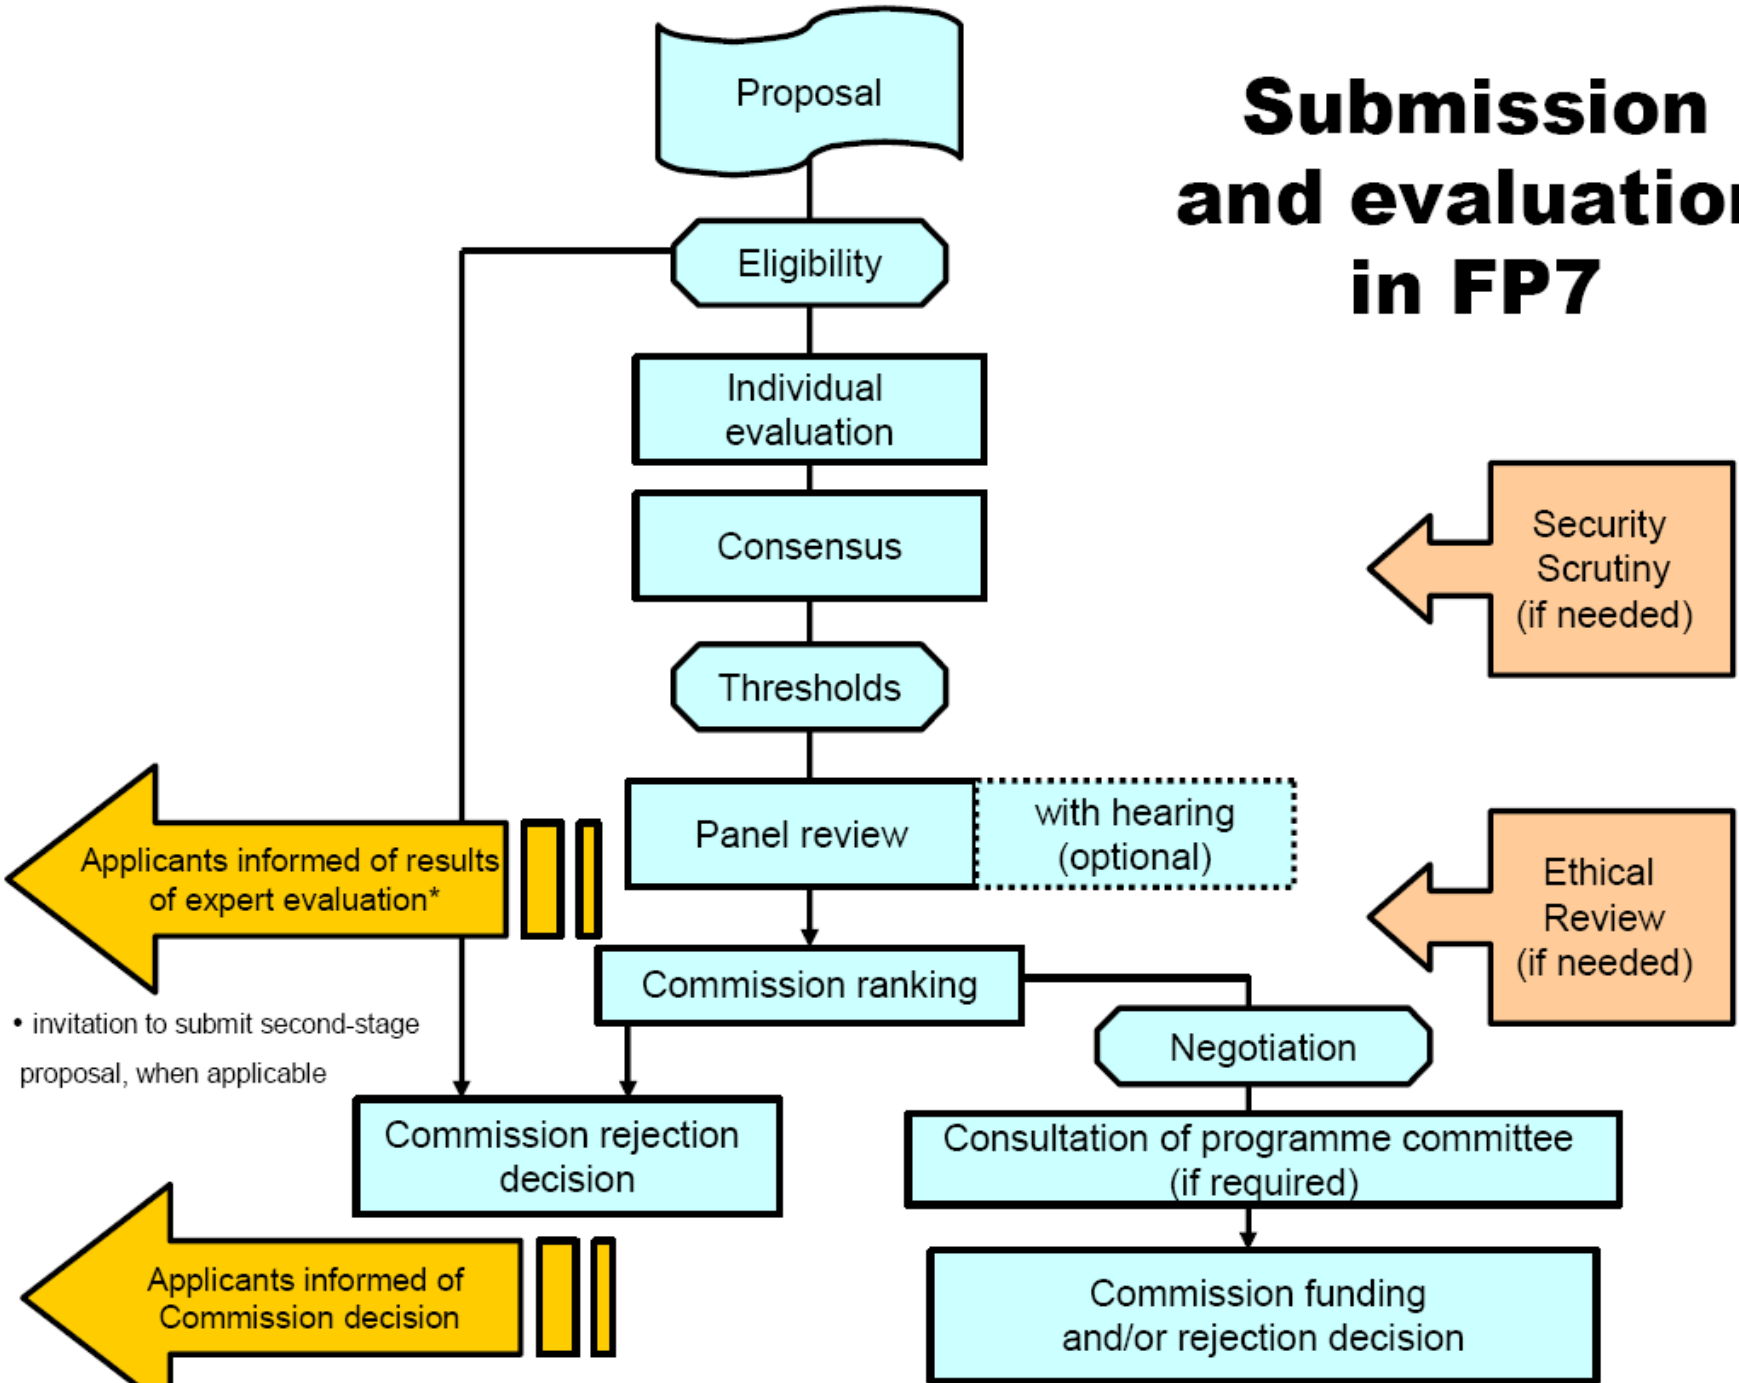 Proposal
Submission
and evaluation
in FP7
Eligibility
Individual
evaluation
Consensus
Security
Scrutiny
(if needed)
Thresholds
Panel review
with hearing
(optional)
Applicants informed of results
of expert evaluation*
Ethical
Review
(if needed)
Commission ranking
• invitation to submit second-stage
proposal, when applicable
Negotiation
Commission rejection
decision
Consultation of programme committee
(if required)
Applicants informed of
Commission decision
Commission funding
and/or rejection decision